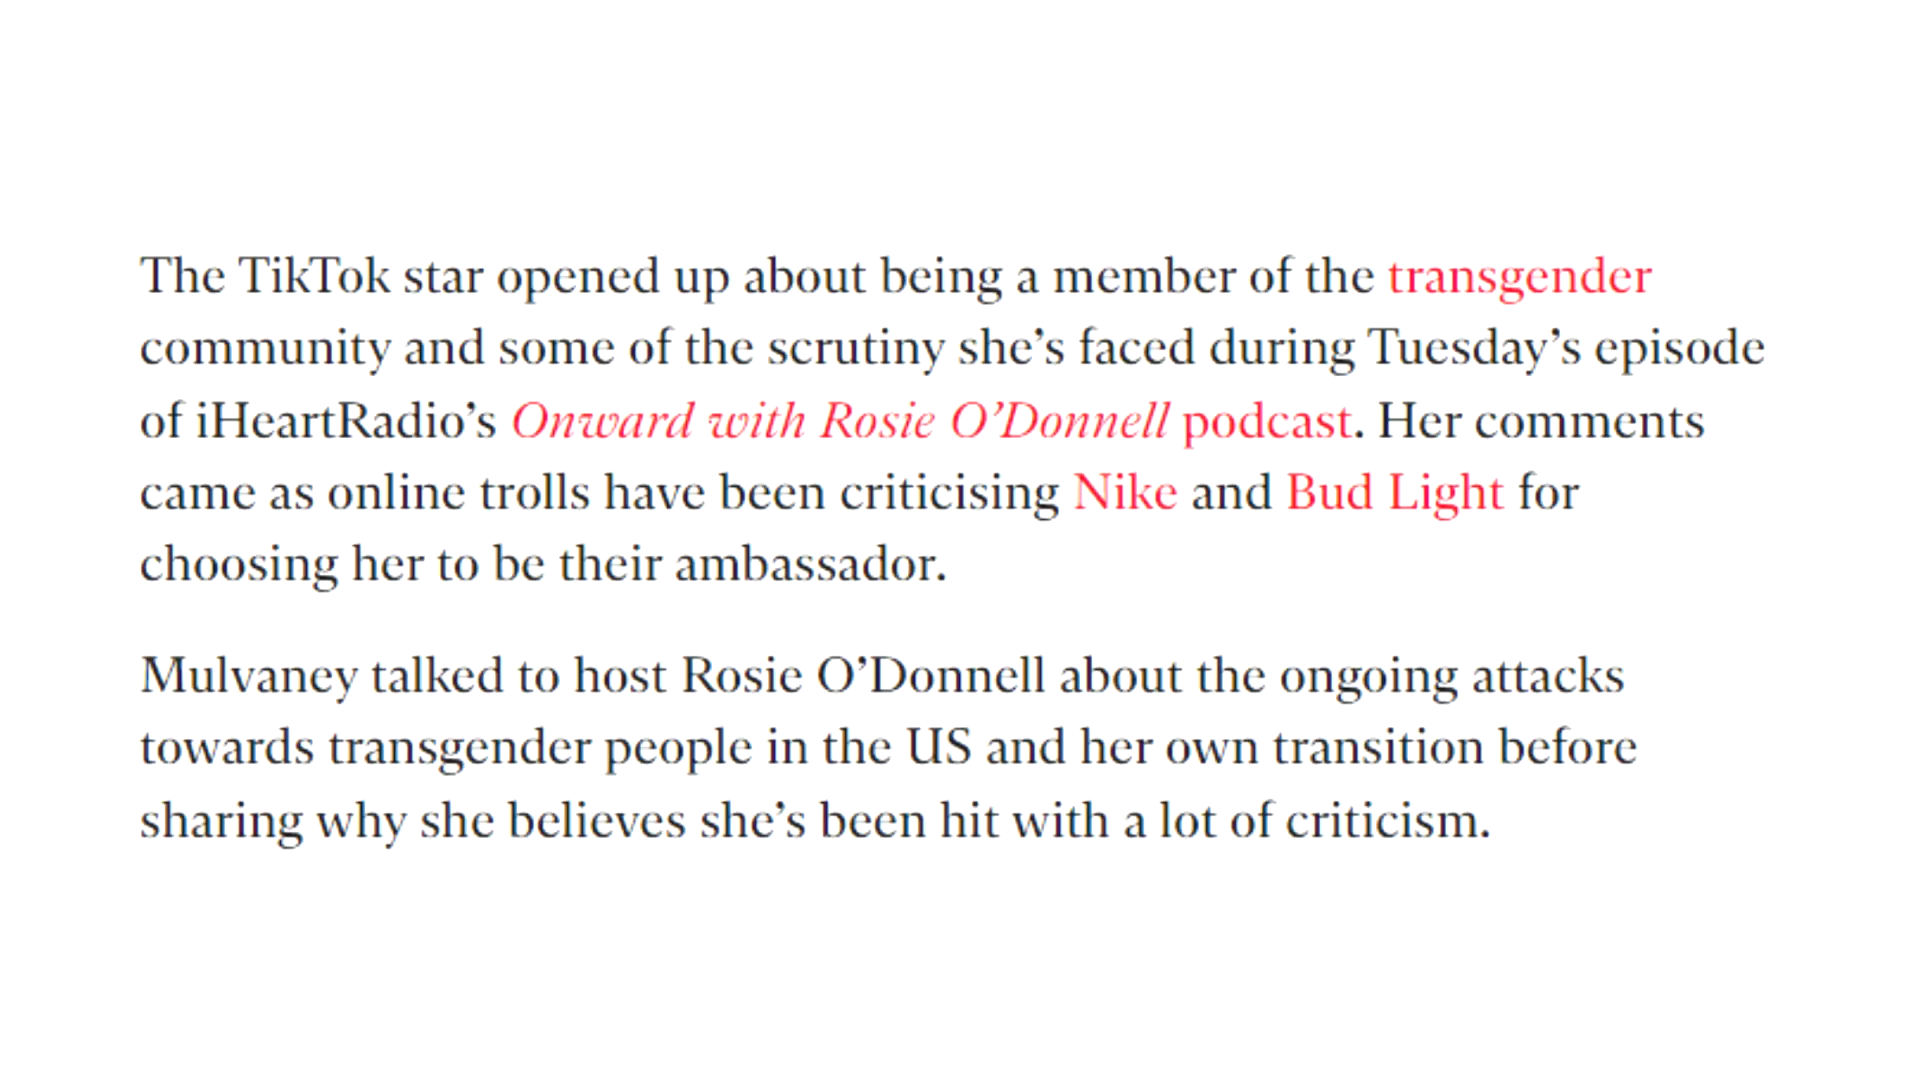 The TikTok star opened up about being a member of the transgender
community and some of the scrutiny she’s faced during Tuesday’s episode
of iHeartRadio’s Onward with Rosie O’Donnell podcast. Her comments
came as online trolls have been criticising Nike and Bud Light for
choosing her to be their ambassador.
Mulvaney talked to host Rosie O’Donnell about the ongoing attacks
towards transgender people in the US and her own transition before
sharing why she believes she’s been hit with a lot of criticism.